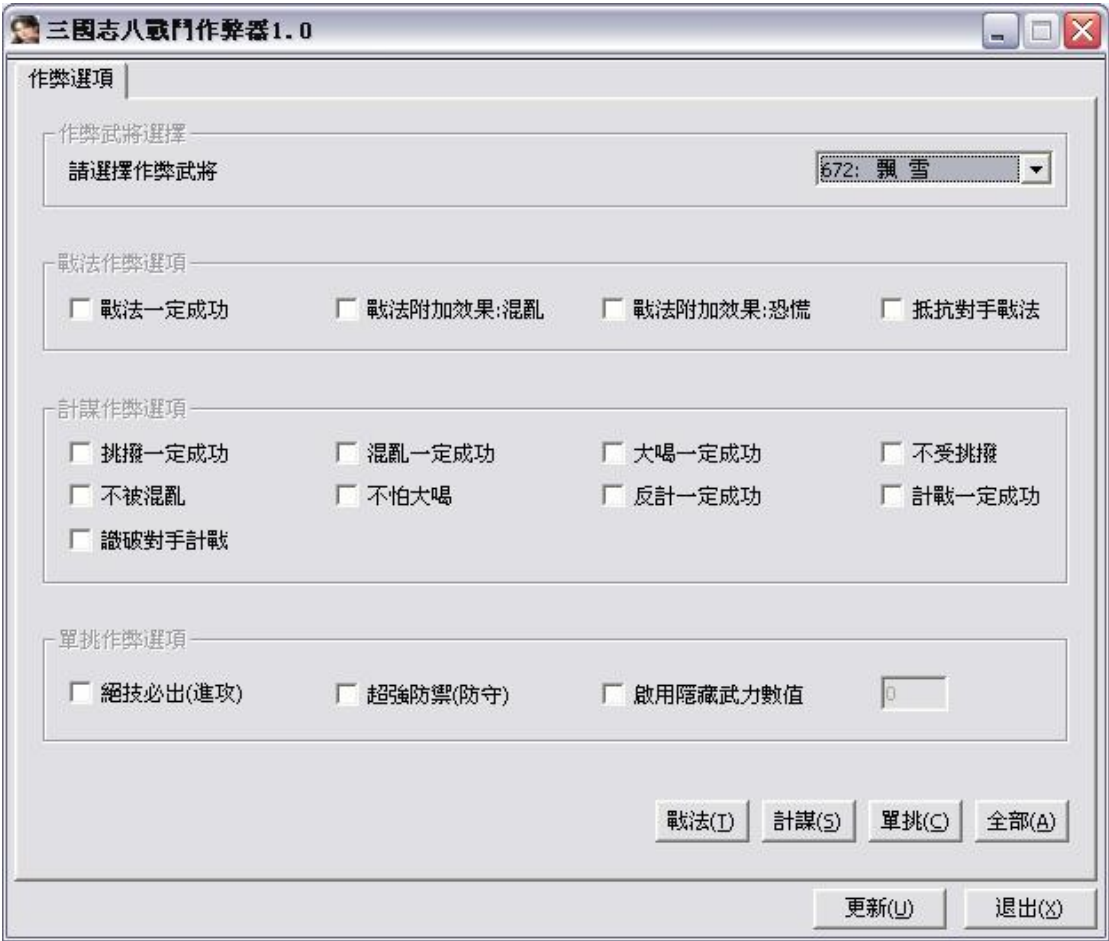 三國志八戰鬥作弊器1.0
作弊選項
作弊武將選擇
請選擇作弊武將 672: 飄 雪
戰法作弊選項
戰法一定成功 戰法附加效果:混亂 戰法附加效果:恐慌 抵抗對手戰法
計謀作弊選項
挑撥一定成功 混亂一定成功 大喝一定成功 不受挑撥
不被混亂 不怕大喝 反計一定成功 計戰一定成功
識破對手計戰
單挑作弊選項
絕技必出(進攻) 超強防禦(防守) 啟用隱藏武力數值 0
戰法(T) 計謀(S) 單挑(C) 全部(A)
更新(U) 退出(X)